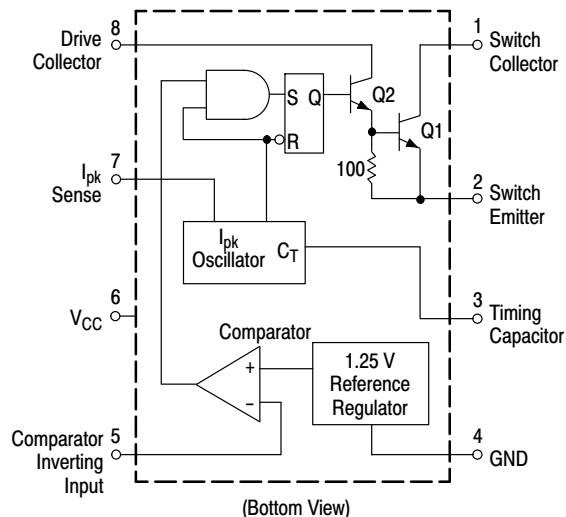 8
Drive
Collector
1
Switch
Collector
S Q
R
Q2
Q1
100
7
Ipk
Sense
2
Switch
Emitter
Ipk
Oscillator
CT
6
VCC
3
Timing
Capacitor
Comparator
+
−
1.25 V
Reference
Regulator
5
Comparator
Inverting
Input
4
GND
(Bottom View)